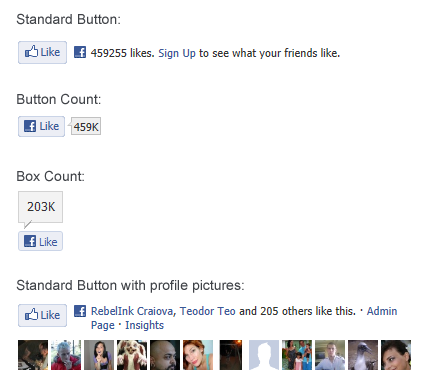 Standard Button:
Like 459255 likes. Sign Up to see what your friends like.
Button Count:
Like 459K
Box Count:
203K
Like
Standard Button with profile pictures:
Like RebelInk Craiova, Teodor Teo and 205 others like this. · Admin
Page · Insights